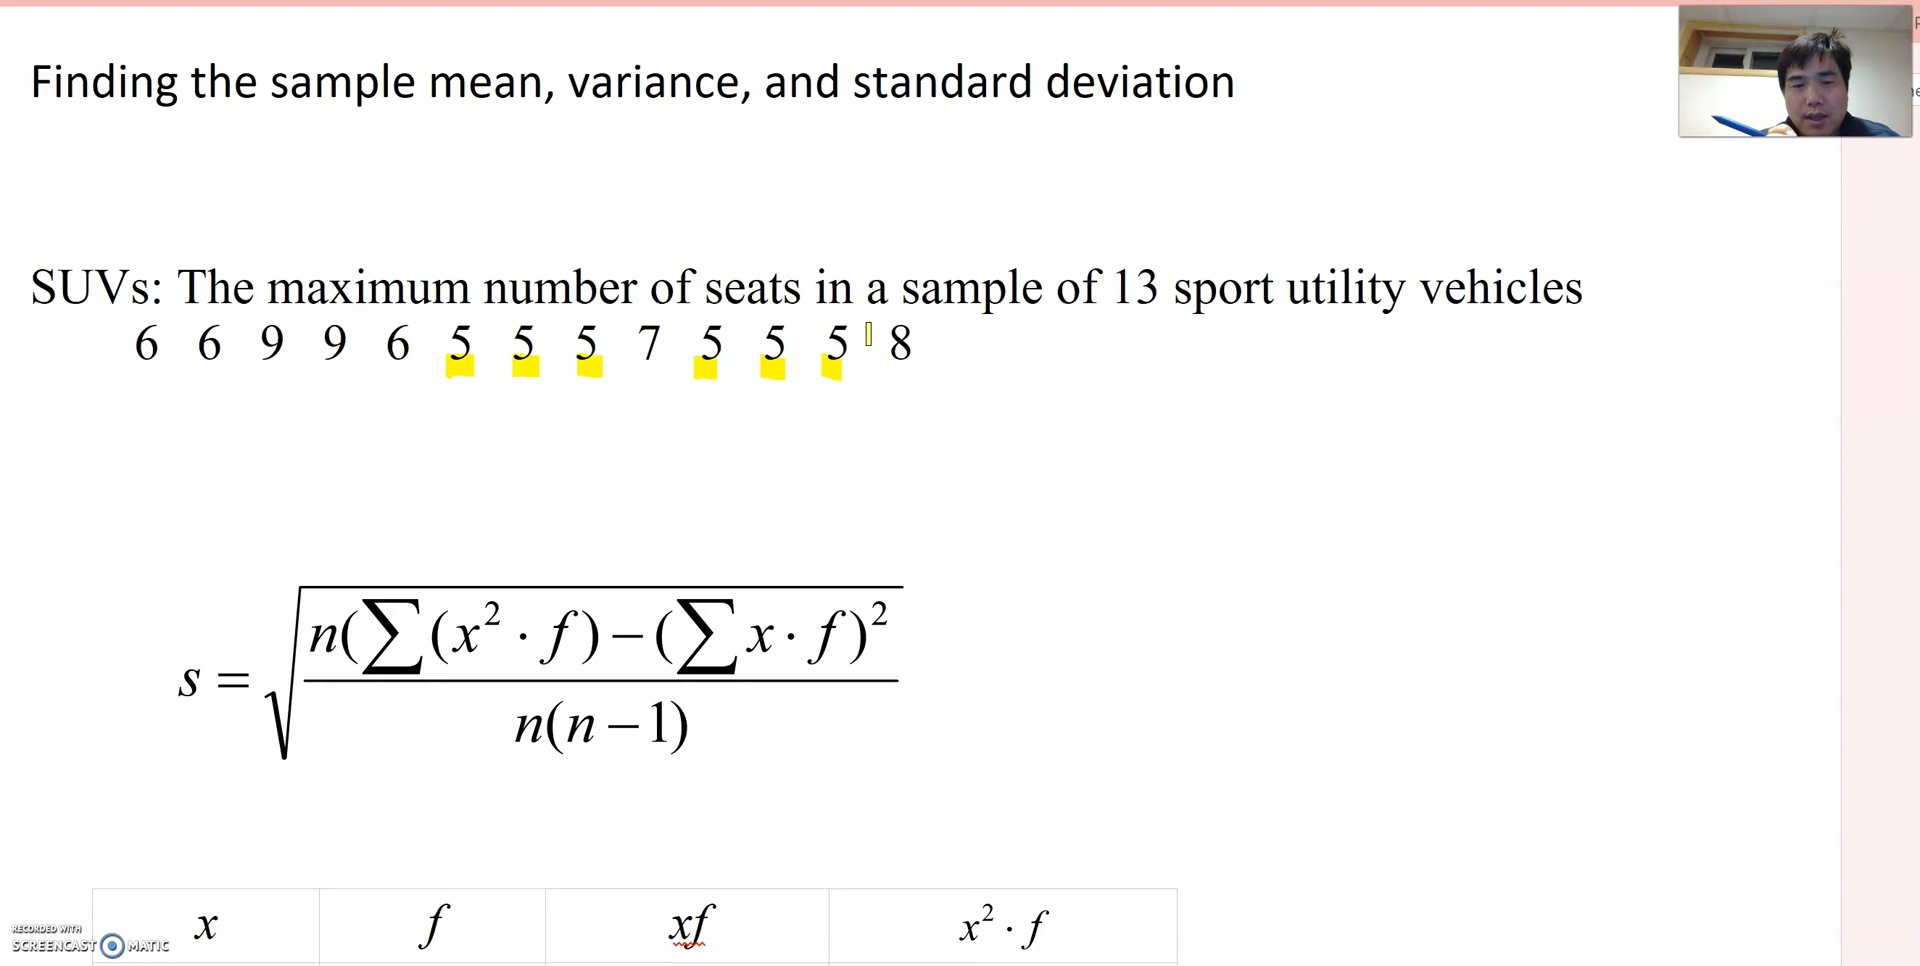 Finding the sample mean, variance, and standard deviation
SUVs: The maximum number of seats in a sample of 13 sport utility vehicles
6 6 9 9 6 5 5 5 7 5 5 5 8
s = √(n(∑(x² · f) − (∑x · f)² / n(n − 1)
x f xf x² · f
RECORDED WITH
SCREENCAST MATIC